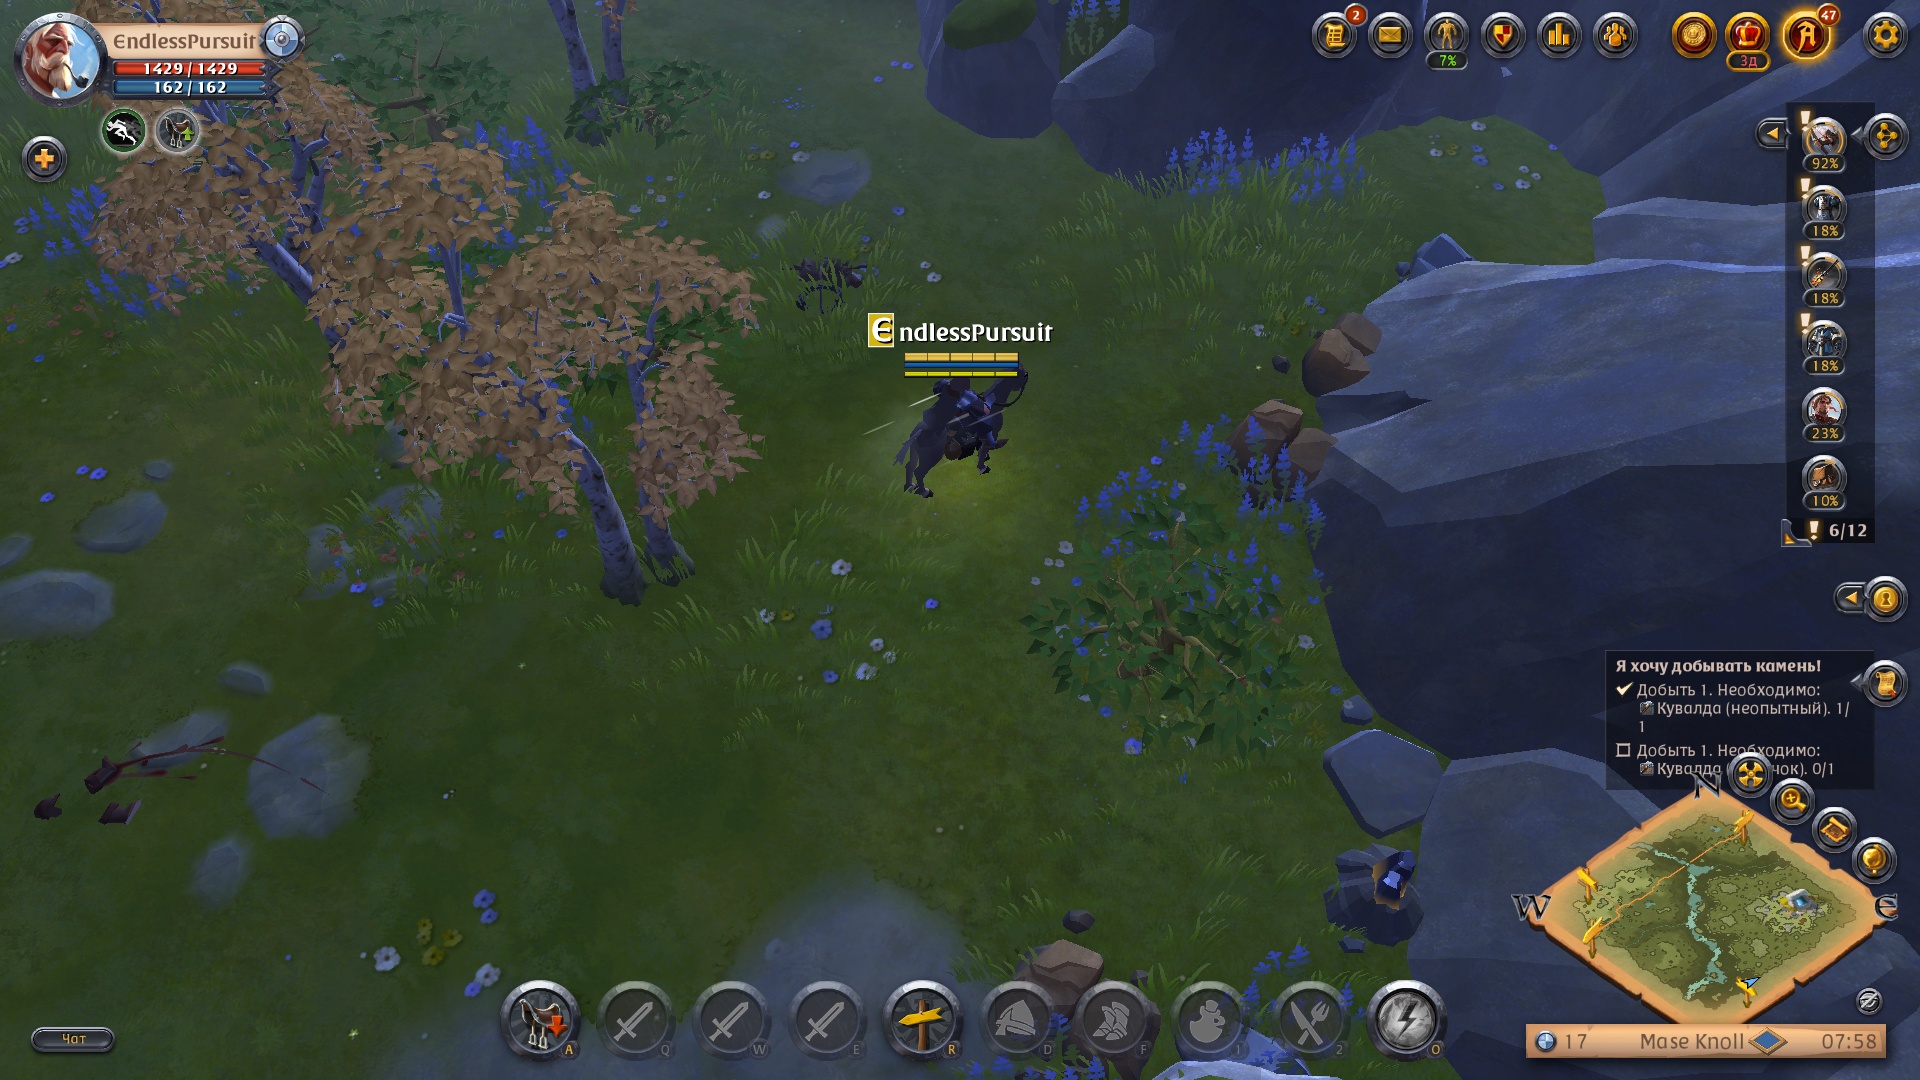 EndlessPursuit
1429 / 1429
162 / 162
2
7%
3д
47
92%
18%
18%
18%
23%
10%
6/12
EndlessPursuit
Я хочу добывать камень!
Добыть 1. Необходимо:
Кувалда (неопытный). 1/
1
Добыть 1. Необходимо:
Кувалда чок). 0/1
N
W
E
17 Mase Knoll 07:58
Чат
A
Q
W
E
R
D
F
1
2
O